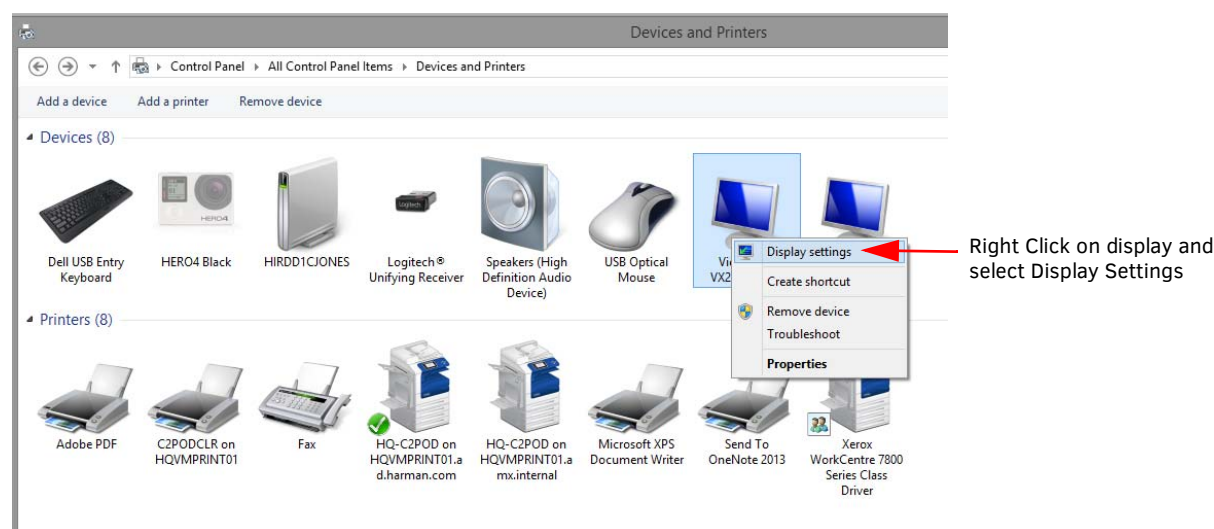 Devices and Printers
Control Panel ▸ All Control Panel Items ▸ Devices and Printers
Add a device Add a printer Remove device
Devices (8)
HERO4
Logitech
Dell USB Entry
Keyboard
HERO4 Black
HIRDD1CJONES
Logitech®
Unifying Receiver
Speakers (High
Definition Audio
Device)
USB Optical
Mouse
Vi
VX2
Display settings
Create shortcut
Remove device
Troubleshoot
Properties
Right Click on display and
select Display Settings
Printers (8)
Adobe PDF
C2PODCLR on
HQVMPRINT01
Fax
HQ-C2POD on
HQVMPRINT01.a
d.harman.com
HQ-C2POD on
HQVMPRINT01.a
mx.internal
Microsoft XPS
Document Writer
Send To
OneNote 2013
Xerox
WorkCentre 7800
Series Class
Driver